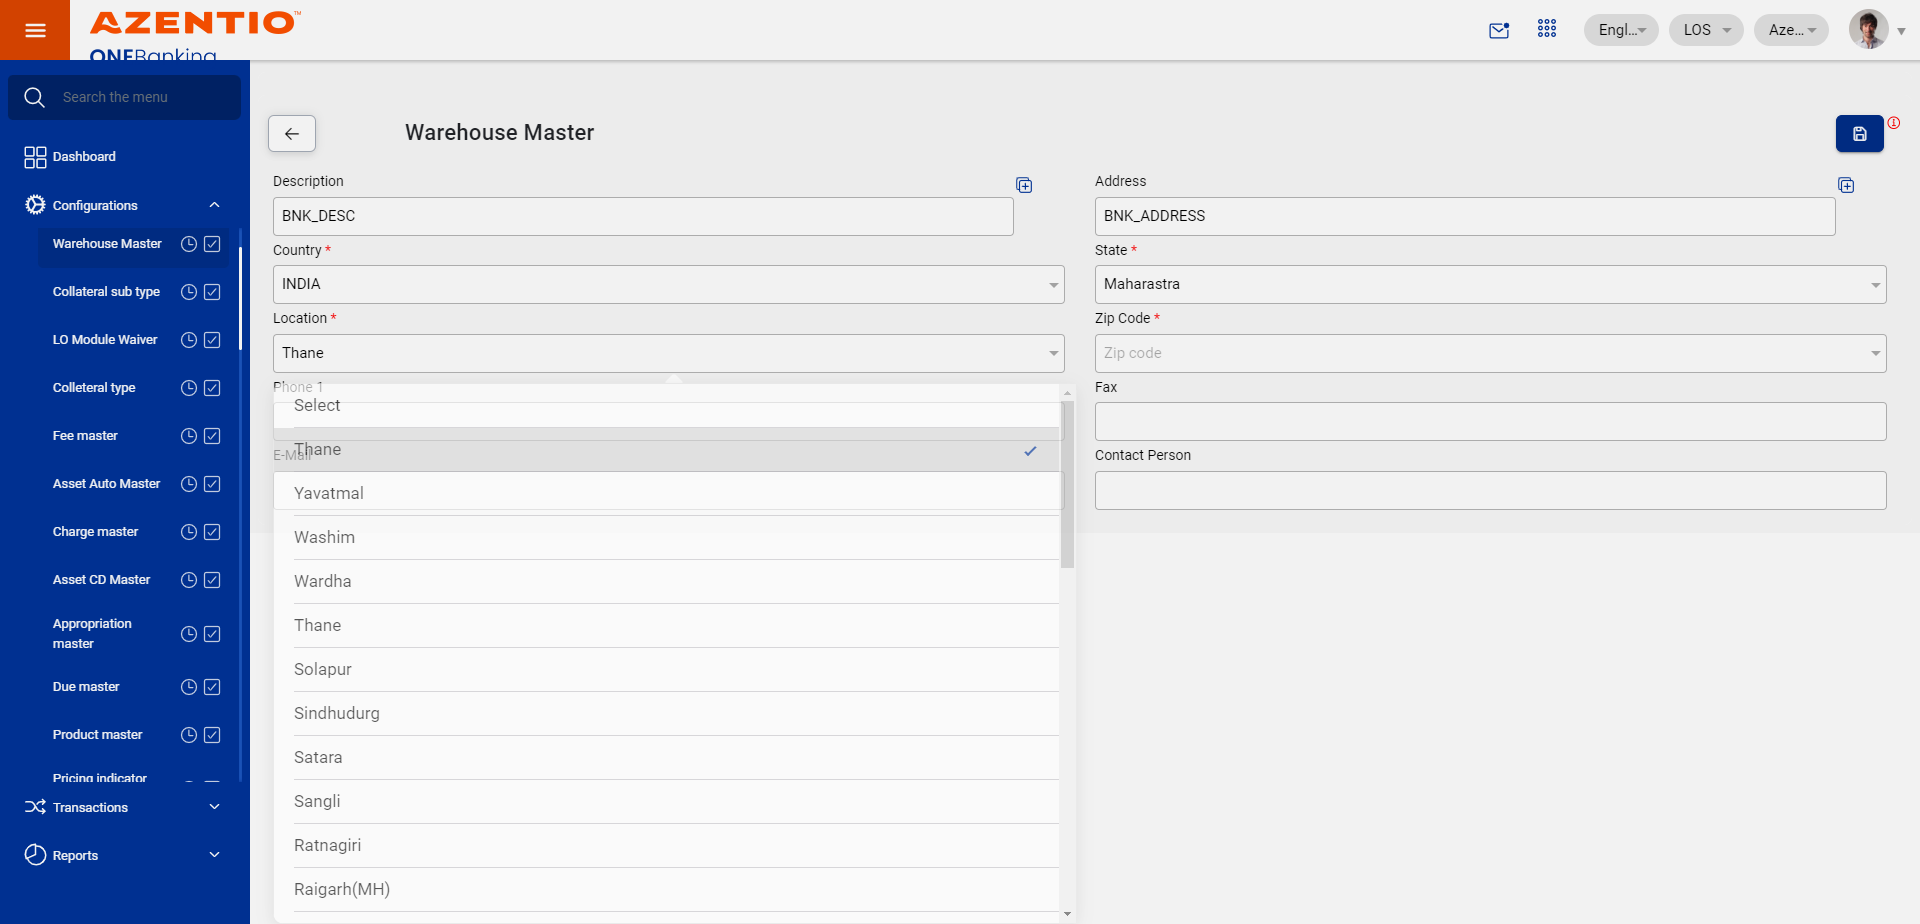 AZENTIO™
ONEBanking
Engl...
LOS
Aze...
Search the menu
Dashboard
Configurations
Warehouse Master
Collateral sub type
LO Module Waiver
Colleteral type
Fee master
Asset Auto Master
Charge master
Asset CD Master
Appropriation
master
Due master
Product master
Pricing indicator
Transactions
Reports
Warehouse Master
Description
BNK_DESC
Address
BNK_ADDRESS
Country *
INDIA
State *
Maharastra
Location *
Thane
Zip Code *
Zip code
Phone 1
Fax
E-Mail
Contact Person
Select
Thane
Yavatmal
Washim
Wardha
Thane
Solapur
Sindhudurg
Satara
Sangli
Ratnagiri
Raigarh(MH)